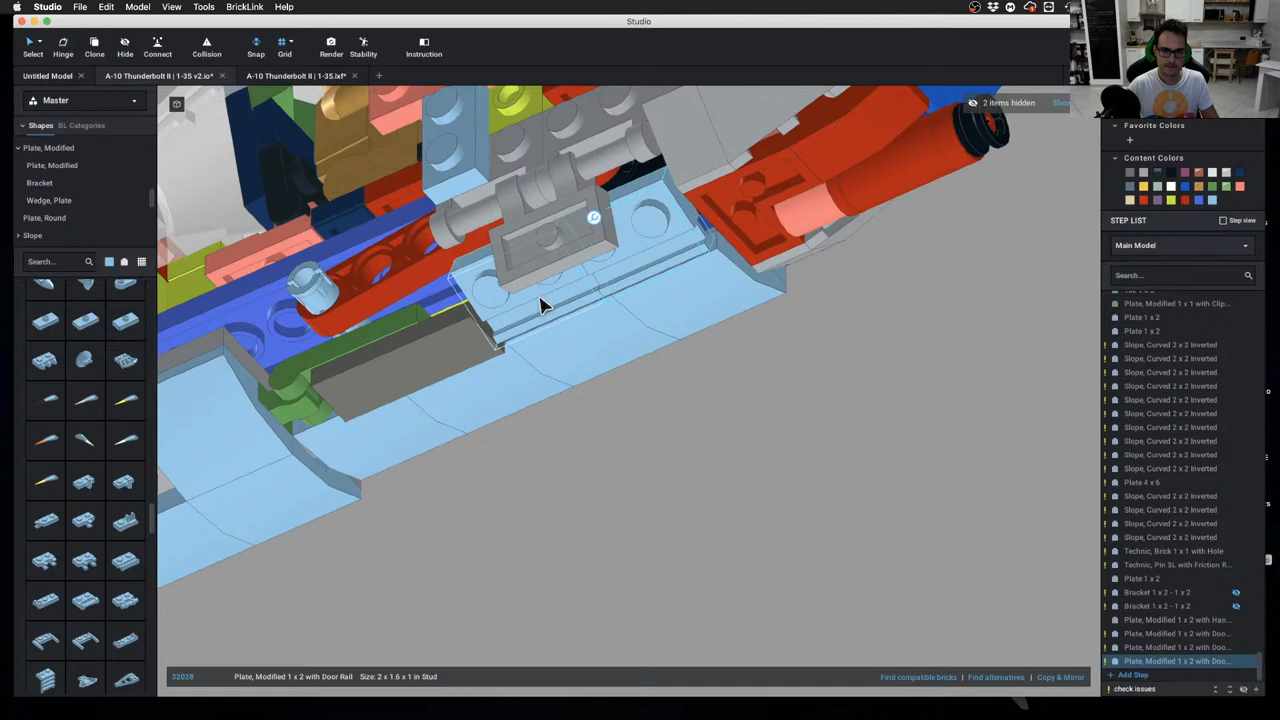 Studio File Edit Model View Tools BrickLink Help
Studio
Select Hinge Clone Hide Connect Collision Snap Grid Render Stability Instruction
Untitled Model A-10 Thunderbolt II | 1-35 v2.io* A-10 Thunderbolt II | 1-35.lxf*
Master
2 items hidden
Shapes BL Categories
Plate, Modified
Plate, Modified
Bracket
Wedge, Plate
Plate, Round
Slope
Search...
Favorite Colors
Content Colors
STEP LIST Step view
Main Model
Search...
Plate, Modified 1 x 1 with Clip...
Plate 1 x 2
Plate 1 x 2
Slope, Curved 2 x 2 Inverted
Slope, Curved 2 x 2 Inverted
Slope, Curved 2 x 2 Inverted
Slope, Curved 2 x 2 Inverted
Slope, Curved 2 x 2 Inverted
Slope, Curved 2 x 2 Inverted
Slope, Curved 2 x 2 Inverted
Slope, Curved 2 x 2 Inverted
Slope, Curved 2 x 2 Inverted
Slope, Curved 2 x 2 Inverted
Plate 4 x 6
Slope, Curved 2 x 2 Inverted
Slope, Curved 2 x 2 Inverted
Slope, Curved 2 x 2 Inverted
Slope, Curved 2 x 2 Inverted
Technic, Brick 1 x 1 with Hole
Technic, Pin 3L with Friction R...
Plate 1 x 2
Bracket 1 x 2 - 1 x 2
Bracket 1 x 2 - 1 x 2
Plate, Modified 1 x 2 with Han...
Plate, Modified 1 x 2 with Doo...
Plate, Modified 1 x 2 with Doo...
Plate, Modified 1 x 2 with Doo...
Add Step
check issues
32028 Plate, Modified 1 x 2 with Door Rail Size: 2 x 1.6 x 1 in Stud Find compatible bricks | Find alternatives | Copy & Mirror